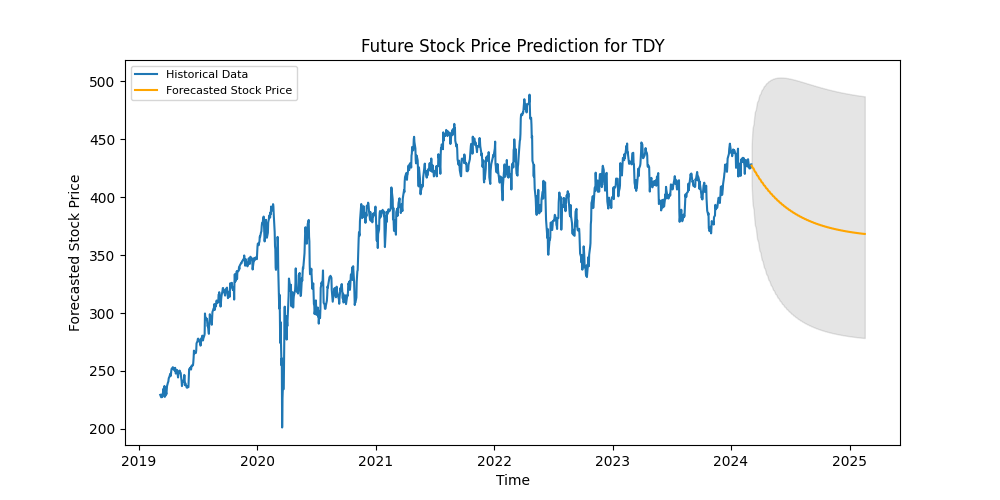 Future Stock Price Prediction for TDY
Historical Data
Forecasted Stock Price
500
450
400
350
300
250
200
Forecasted Stock Price
2019
2020
2021
2022
2023
2024
2025
Time